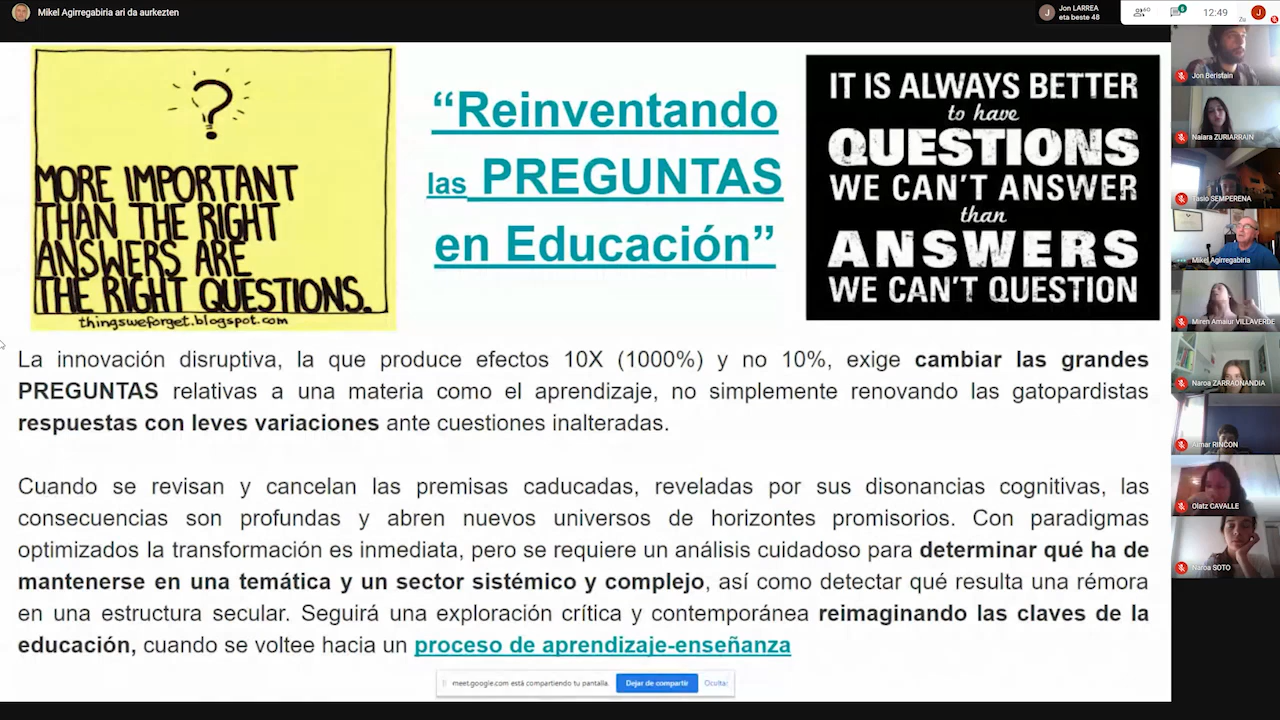 Mikel Agirregabiria ari da aurkezten
Jon LARREA
eta beste 48
60
6
12:49
Zu
J
J
?
MORE IMPORTANT
THAN THE RIGHT
ANSWERS ARE
THE RIGHT QUESTIONS.
thingsweforget.blogspot.com
“Reinventando
las PREGUNTAS
en Educación”
IT IS ALWAYS BETTER
to have
QUESTIONS
WE CAN'T ANSWER
than
ANSWERS
WE CAN'T QUESTION
La innovación disruptiva, la que produce efectos 10X (1000%) y no 10%, exige cambiar las grandes
PREGUNTAS relativas a una materia como el aprendizaje, no simplemente renovando las gatopardistas
respuestas con leves variaciones ante cuestiones inalteradas.
Cuando se revisan y cancelan las premisas caducadas, reveladas por sus disonancias cognitivas, las
consecuencias son profundas y abren nuevos universos de horizontes promisorios. Con paradigmas
optimizados la transformación es inmediata, pero se requiere un análisis cuidadoso para determinar qué ha de
mantenerse en una temática y un sector sistémico y complejo, así como detectar qué resulta una rémora
en una estructura secular. Seguirá una exploración crítica y contemporánea reimaginando las claves de la
educación, cuando se voltee hacia un proceso de aprendizaje-enseñanza
meet.google.com está compartiendo tu pantalla.
Dejar de compartir
Ocultar
Jon Beristain
Naiara ZURIARRAIN
Tasio SEMPERENA
Mikel Agirregabiria
Miren Amaiur VILLAVERDE
Naroa ZARRAONANDIA
Aimar RINCON
Olatz CAVALLE
Naroa SOTO